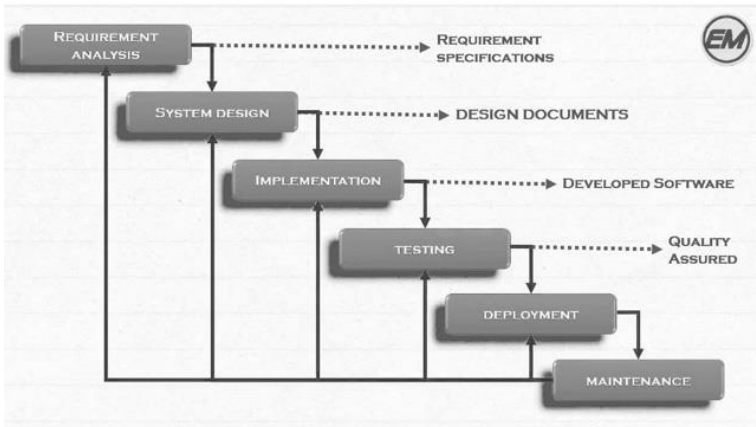 REQUIREMENT
ANALYSIS
REQUIREMENT
SPECIFICATIONS
EM
SYSTEM DESIGN
DESIGN DOCUMENTS
IMPLEMENTATION
DEVELOPED SOFTWARE
TESTING
QUALITY
ASSURED
DEPLOYMENT
MAINTENANCE